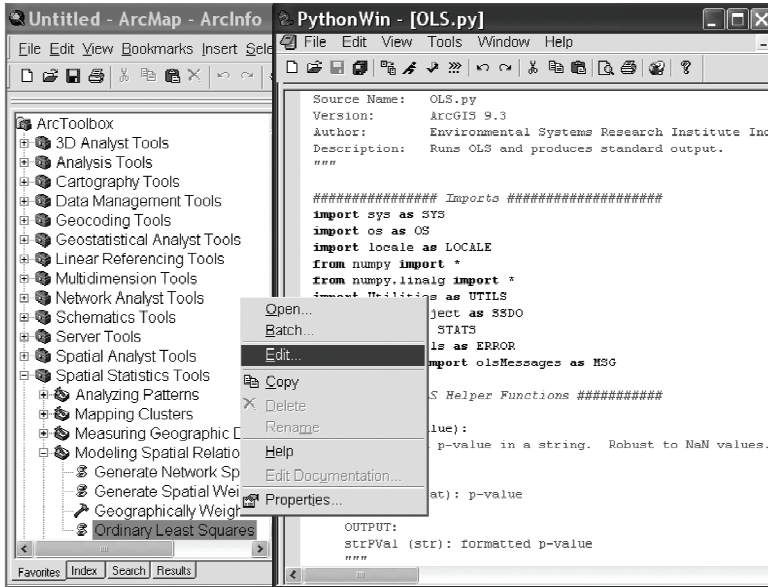 Untitled - ArcMap - ArcInfo
File Edit View Bookmarks Insert Sele
ArcToolbox
3D Analyst Tools
Analysis Tools
Cartography Tools
Data Management Tools
Geocoding Tools
Geostatistical Analyst Tools
Linear Referencing Tools
Multidimension Tools
Network Analyst Tools
Schematics Tools
Server Tools
Spatial Analyst Tools
Spatial Statistics Tools
Analyzing Patterns
Mapping Clusters
Measuring Geographic D
Modeling Spatial Relatio
Generate Network Sp
Generate Spatial Wei
Geographically Weigh
Ordinary Least Squares
Favorites Index Search Results
Open...
Batch...
Edit...
Copy
Delete
Rename
Help
Edit Documentation...
Properties...
PythonWin - [OLS.py]
File Edit View Tools Window Help
Source Name: OLS.py
Version: ArcGIS 9.3
Author: Environmental Systems Research Institute Inc
Description: Runs OLS and produces standard output.
"""
################ Imports ####################
import sys as SYS
import os as OS
import locale as LOCALE
from numpy import *
from numpy.linalg import *
import Utilities as UTILS
ject as SSDO
STATS
ls as ERROR
mport olsMessages as MSG
S Helper Functions ###########
lue):
p-value in a string. Robust to NaN values.
at): p-value
OUTPUT:
strPVal (str): formatted p-value
"""